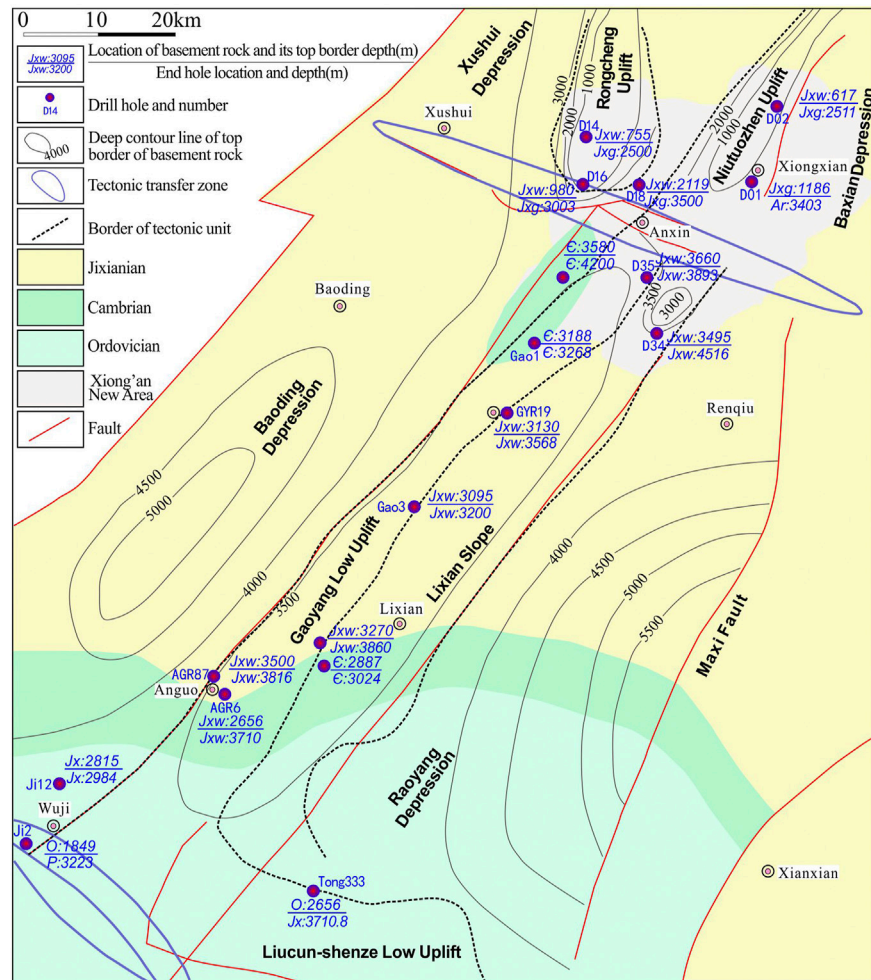 0 10 20km
Jxw:3095
Jxw:3200
Location of basement rock and its top border depth(m)
End hole location and depth(m)
D14
Drill hole and number
4000
Deep contour line of top
border of basement rock
Tectonic transfer zone
Border of tectonic unit
Jixianian
Cambrian
Ordovician
Xiong'an
New Area
Fault
Xushui
Depression
Rongcheng
Uplift
3000
1000
2000
Niutuozhen Uplift
2000
1000
D02
Jxw:617
Jxg:2511
Xushui
D14
Jxw:755
Jxg:2500
Baxian Depression
Xiongxian
D16
Jxw:980
Jxg:3003
D18
Jxw:2119
Jxg:3500
D01
Jxg:1186
Ar:3403
Anxin
Є:3580
Є:4200
D35
Jxw:3660
Jxw:3893
3500
3000
Baoding
Gao1
Є:3188
Є:3268
D34
Jxw:3495
Jxw:4516
Baoding
Depression
GYR19
Jxw:3130
Jxw:3568
Renqiu
4500
5000
Gao3
Jxw:3095
Jxw:3200
4000
3500
Gaoyang Low Uplift
Lixian Slope
4000
4500
5000
5500
Maxi Fault
Lixian
Jxw:3270
Jxw:3860
Є:2887
Є:3024
AGR87
Jxw:3500
Jxw:3816
Anguo
AGR6
Jxw:2656
Jxw:3710
Raoyang
Depression
Ji12
Jx:2815
Jx:2984
Wuji
Ji2
O:1849
P:3223
Tong333
O:2656
Jx:3710.8
Xianxian
Liucun-shenze Low Uplift